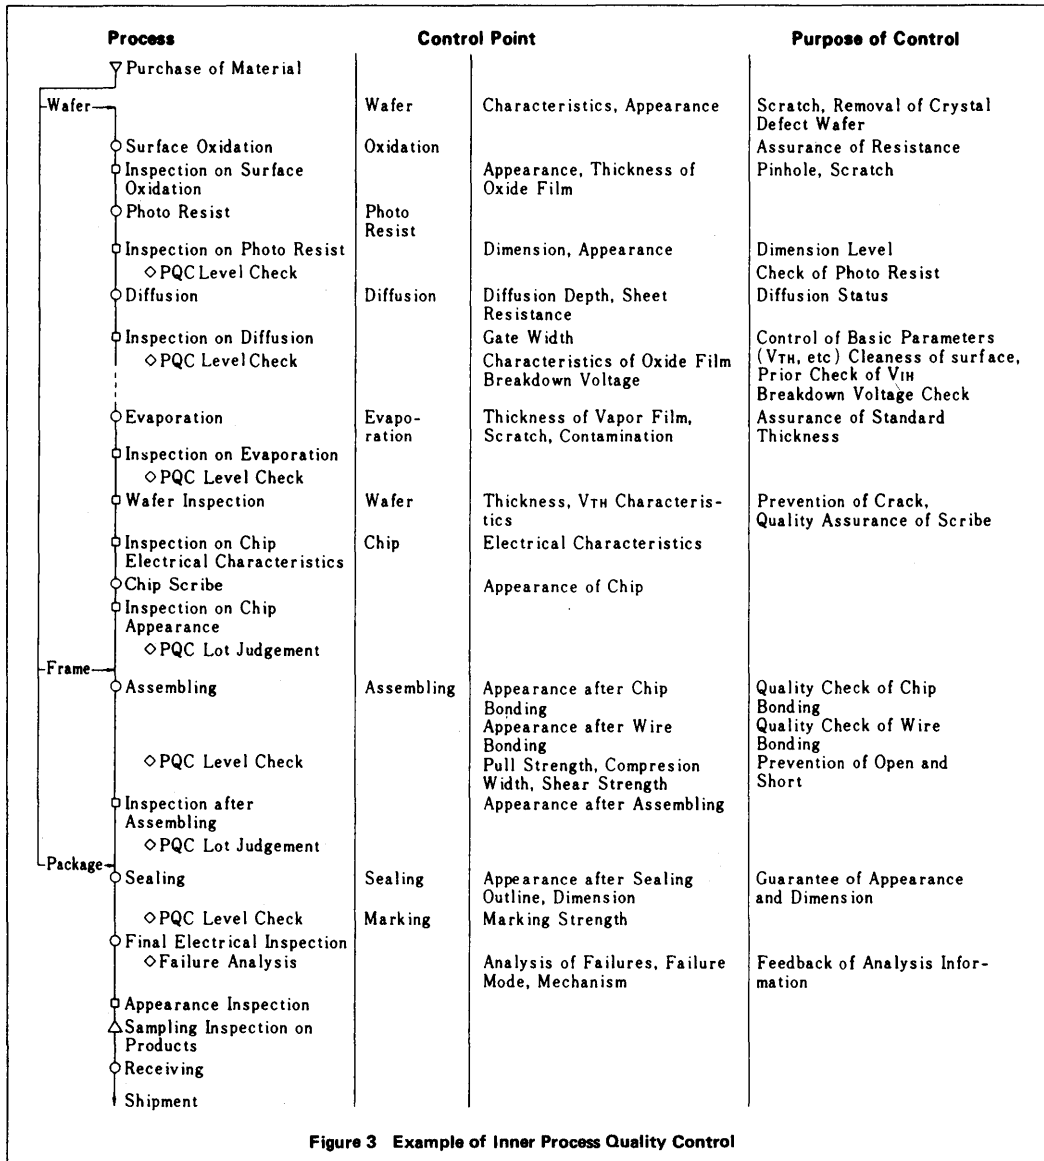 Process Control Point Purpose of Control
Purchase of Material
Wafer Wafer Characteristics, Appearance Scratch, Removal of Crystal
Defect Wafer
Surface Oxidation Oxidation Assurance of Resistance
Inspection on Surface Appearance, Thickness of Pinhole, Scratch
Oxidation Oxide Film
Photo Resist Photo
Resist
Inspection on Photo Resist Dimension, Appearance Dimension Level
PQC Level Check Check of Photo Resist
Diffusion Diffusion Diffusion Depth, Sheet Diffusion Status
Resistance
Inspection on Diffusion Gate Width Control of Basic Parameters
PQC Level Check Characteristics of Oxide Film (VTH, etc) Cleaness of surface,
Breakdown Voltage Prior Check of VIH
Breakdown Voltage Check
Evaporation Evapo- Thickness of Vapor Film, Assurance of Standard
ration Scratch, Contamination Thickness
Inspection on Evaporation
PQC Level Check
Wafer Inspection Wafer Thickness, VTH Characteris- Prevention of Crack,
tics Quality Assurance of Scribe
Inspection on Chip Chip Electrical Characteristics
Electrical Characteristics
Chip Scribe Appearance of Chip
Inspection on Chip
Appearance
PQC Lot Judgement
Frame
Assembling Assembling Appearance after Chip Quality Check of Chip
Bonding Bonding
Appearance after Wire Quality Check of Wire
Bonding Bonding
PQC Level Check Pull Strength, Compresion Prevention of Open and
Width, Shear Strength Short
Inspection after Appearance after Assembling
Assembling
PQC Lot Judgement
Package
Sealing Sealing Appearance after Sealing Guarantee of Appearance
Outline, Dimension and Dimension
PQC Level Check Marking Marking Strength
Final Electrical Inspection
Failure Analysis Analysis of Failures, Failure Feedback of Analysis Infor-
Mode, Mechanism mation
Appearance Inspection
Sampling Inspection on
Products
Receiving
Shipment
Figure 3 Example of Inner Process Quality Control